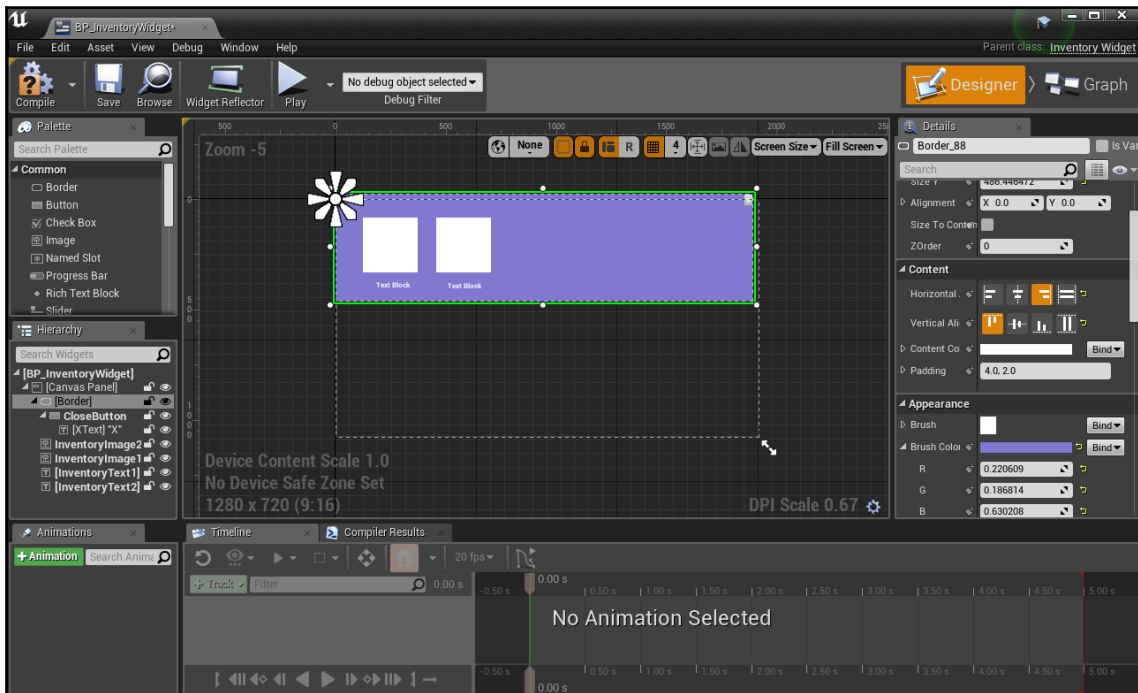 BP_InventoryWidget*
File Edit Asset View Debug Window Help
Parent class: Inventory Widget
Compile Save Browse Widget Reflector Play
No debug object selected
Debug Filter
Designer Graph
Palette
Search Palette
Common
Border
Button
Check Box
Image
Named Slot
Progress Bar
Rich Text Block
Slider
Hierarchy
Search Widgets
[BP_InventoryWidget]
[Canvas Panel]
[Border]
CloseButton
[XText] "X"
InventoryImage2
InventoryImage1
[InventoryText1]
[InventoryText2]
500 0 500 1000 1500 2000 25
Zoom -5
None R 4 Screen Size Fill Screen
0
500
1000
Text Block Text Block
Device Content Scale 1.0
No Device Safe Zone Set
1280 x 720 (9:16)
DPI Scale 0.67
Details
Border_88 Is Var
Search
Size Y 486.446472
Alignment X 0.0 Y 0.0
Size To Conten
ZOrder 0
Content
Horizontal
Vertical Ali
Content Co Bind
Padding 4.0, 2.0
Appearance
Brush Bind
Brush Color Bind
R 0.220609
G 0.186814
B 0.630208
Animations
+Animation Search Anima
Timeline Compiler Results
20 fps
+ Track Filter 0.00 s
-0.50 s 0.00 s 0.50 s 1.00 s 1.50 s 2.00 s 2.50 s 3.00 s 3.50 s 4.00 s 4.50 s 5.00 s
No Animation Selected
-0.50 s 0.00 s 0.50 s 1.00 s 1.50 s 2.00 s 2.50 s 3.00 s 3.50 s 4.00 s 4.50 s 5.00 s